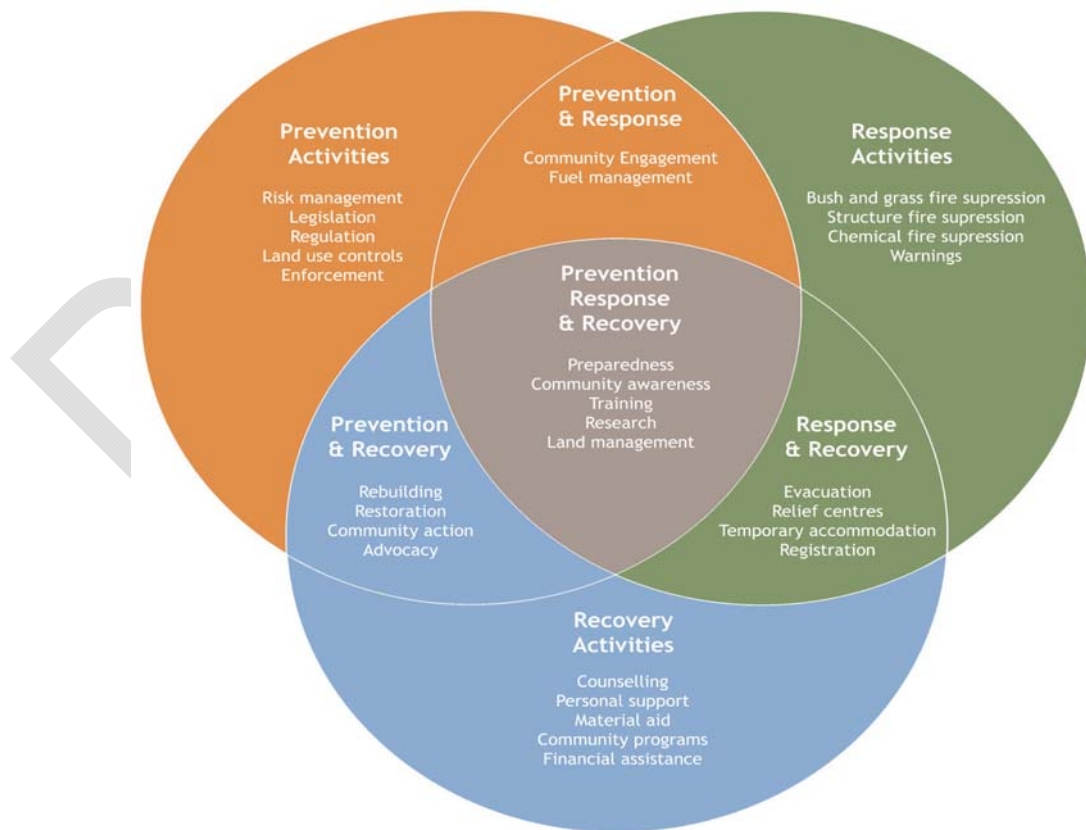 Prevention
& Response
Community Engagement
Fuel management
Prevention
Activities
Risk management
Legislation
Regulation
Land use controls
Enforcement
Response
Activities
Bush and grass fire supression
Structure fire supression
Chemical fire supression
Warnings
Prevention
Response
& Recovery
Preparedness
Community awareness
Training
Research
Land management
Prevention
& Recovery
Rebuilding
Restoration
Community action
Advocacy
Response
& Recovery
Evacuation
Relief centres
Temporary accommodation
Registration
Recovery
Activities
Counselling
Personal support
Material aid
Community programs
Financial assistance